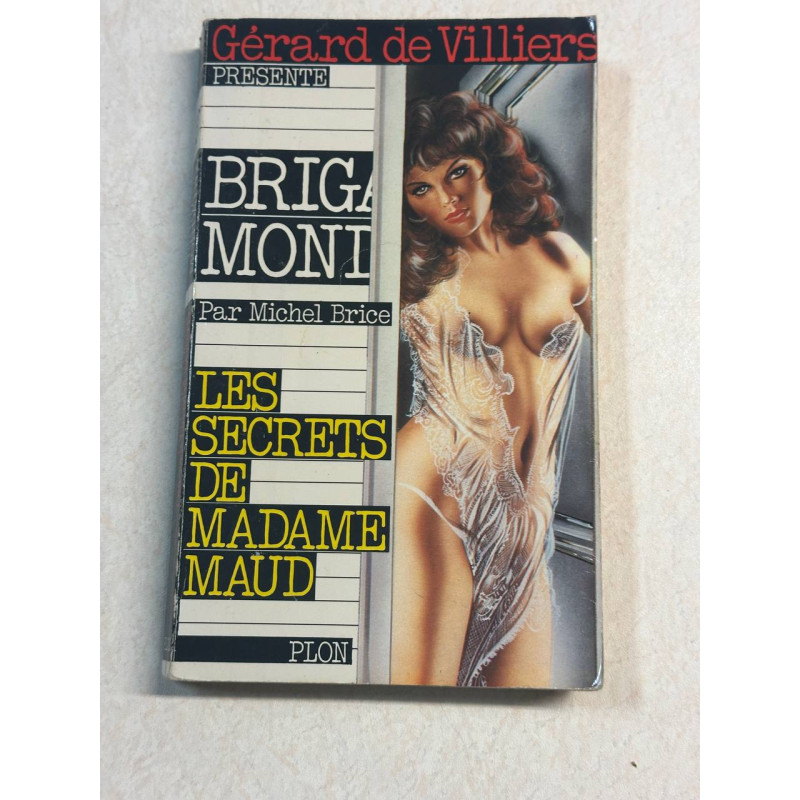 Gérard de Villiers
PRESENTE
BRIGA
MONI
Par Michel Brice
LES
SECRETS
DE
MADAME
MAUD
PLON